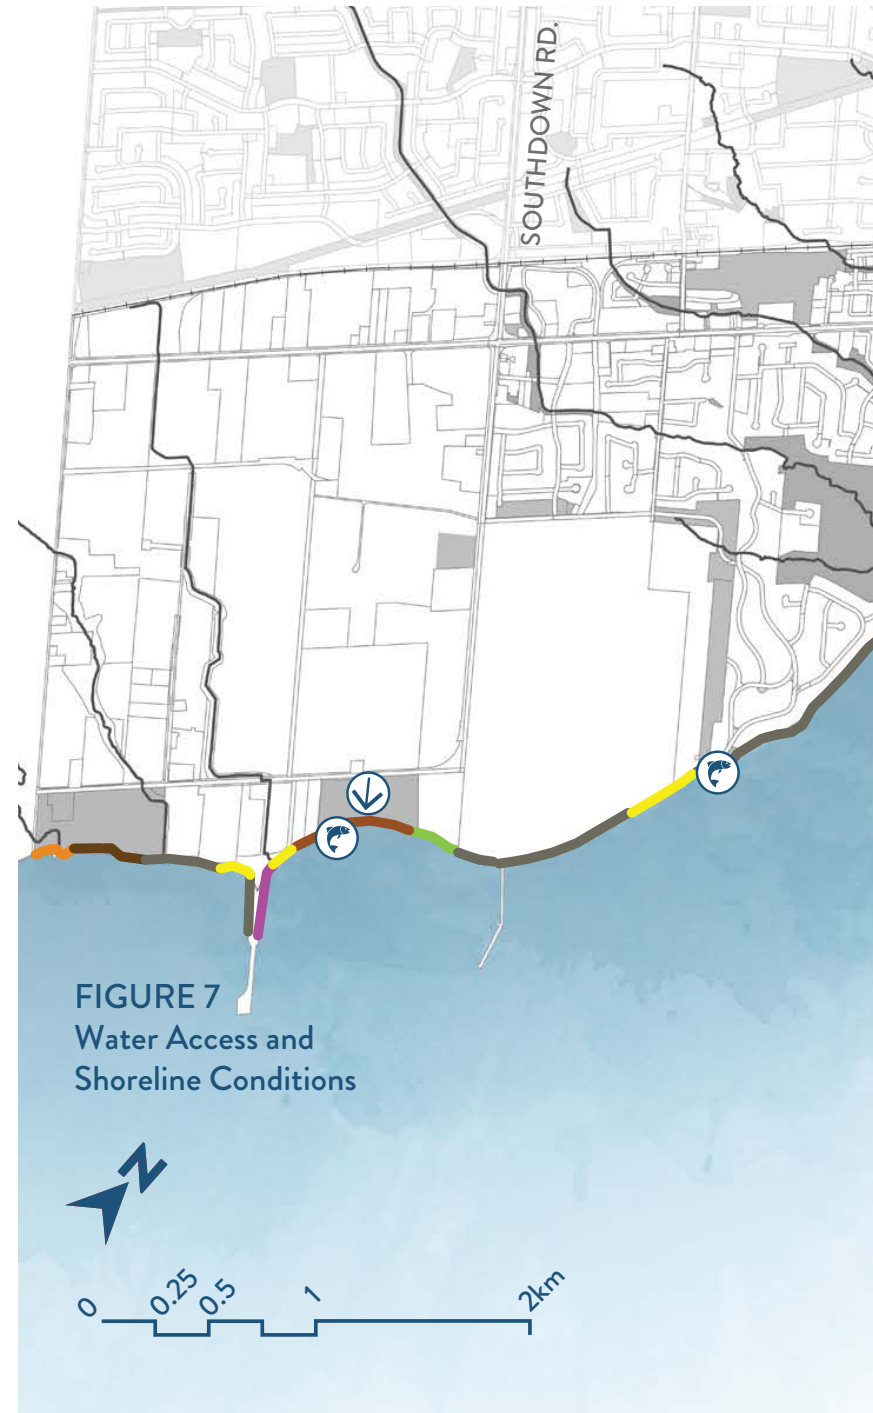 SOUTHDOWN RD.
FIGURE 7
Water Access and
Shoreline Conditions
N
0 0.25 0.5 1 2km